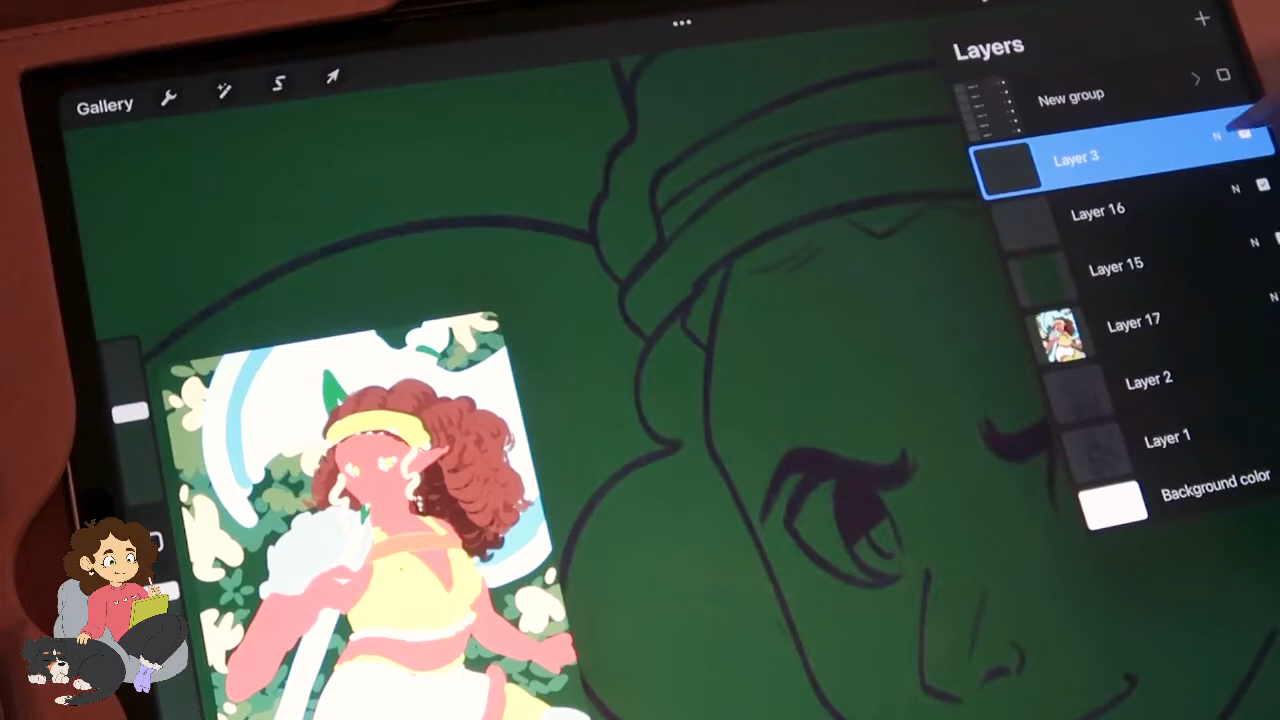 Gallery
Layers
New group
N
Layer 3
N
Layer 16
N
Layer 15
N
Layer 17
Layer 2
Layer 1
Background color